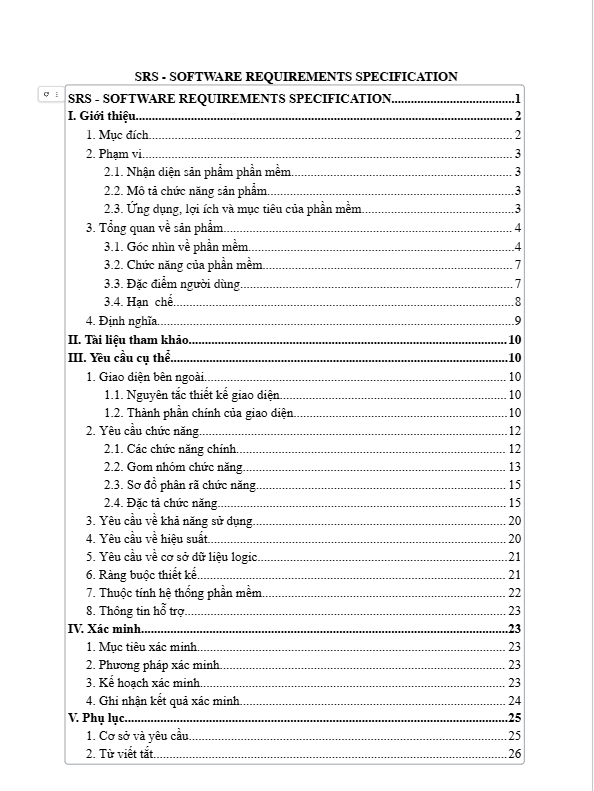 SRS - SOFTWARE REQUIREMENTS SPECIFICATION
SRS - SOFTWARE REQUIREMENTS SPECIFICATION......................................1
I. Giới thiệu......................................2
1. Mục đích......................................2
2. Phạm vi......................................3
2.1. Nhận diện sản phẩm phần mềm......................................3
2.2. Mô tả chức năng sản phẩm......................................3
2.3. Ứng dụng, lợi ích và mục tiêu của phần mềm......................................3
3. Tổng quan về sản phẩm......................................4
3.1. Góc nhìn về phần mềm......................................4
3.2. Chức năng của phần mềm......................................7
3.3. Đặc điểm người dùng......................................7
3.4. Hạn chế......................................8
4. Định nghĩa......................................9
II. Tài liệu tham khảo......................................10
III. Yêu cầu cụ thể......................................10
1. Giao diện bên ngoài......................................10
1.1. Nguyên tắc thiết kế giao diện......................................10
1.2. Thành phần chính của giao diện......................................10
2. Yêu cầu chức năng......................................12
2.1. Các chức năng chính......................................12
2.2. Gom nhóm chức năng......................................13
2.3. Sơ đồ phân rã chức năng......................................15
2.4. Đặc tả chức năng......................................15
3. Yêu cầu về khả năng sử dụng......................................20
4. Yêu cầu về hiệu suất......................................20
5. Yêu cầu về cơ sở dữ liệu logic......................................21
6. Ràng buộc thiết kế......................................21
7. Thuộc tính hệ thống phần mềm......................................22
8. Thông tin hỗ trợ......................................23
IV. Xác minh......................................23
1. Mục tiêu xác minh......................................23
2. Phương pháp xác minh......................................23
3. Kế hoạch xác minh......................................23
4. Ghi nhận kết quả xác minh......................................24
V. Phụ lục......................................25
1. Cơ sở và yêu cầu......................................25
2. Từ viết tắt......................................26